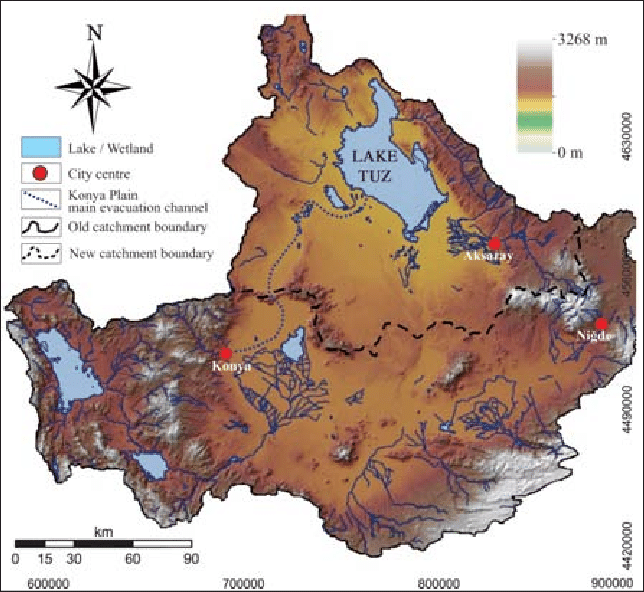 N
3268 m
0 m
Lake / Wetland
City centre
Konya Plain
main evacuation channel
Old catchment boundary
New catchment boundary
LAKE
TUZ
Aksaray
Niğde
Konya
km
0 15 30 60 90
600000 700000 800000 900000
4630000
4490000
4420000